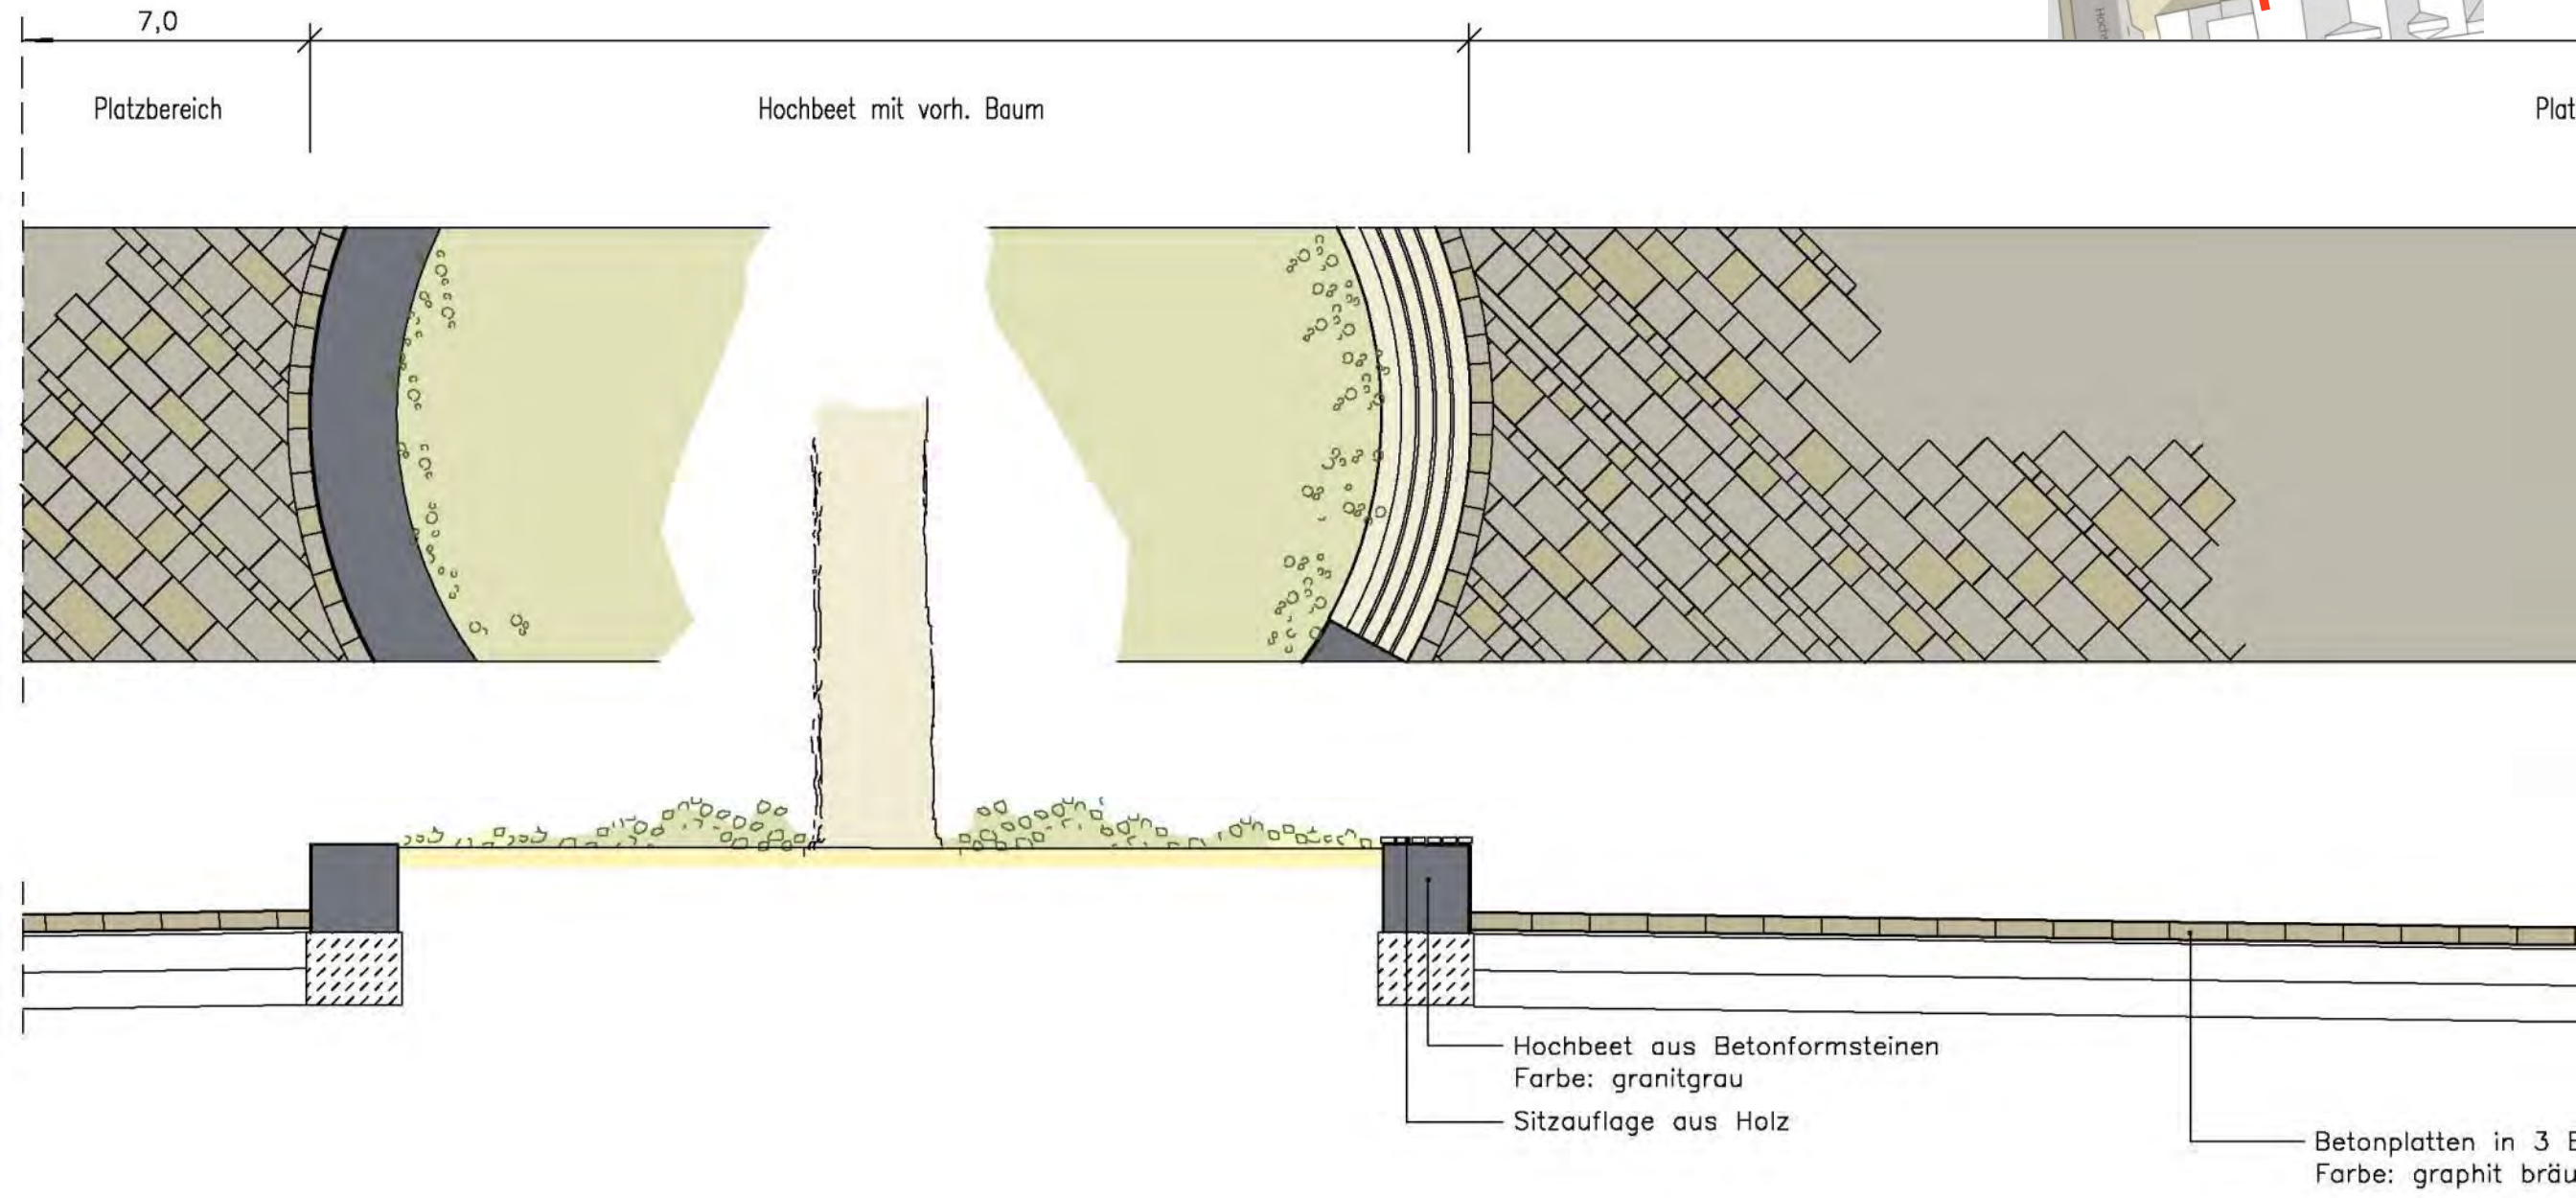 7,0
Platzbereich
Hochbeet mit vorh. Baum
Hochbeet aus Betonformsteinen
Farbe: granitgrau
Sitzauflage aus Holz
Betonplatten in 3
Farbe: graphit